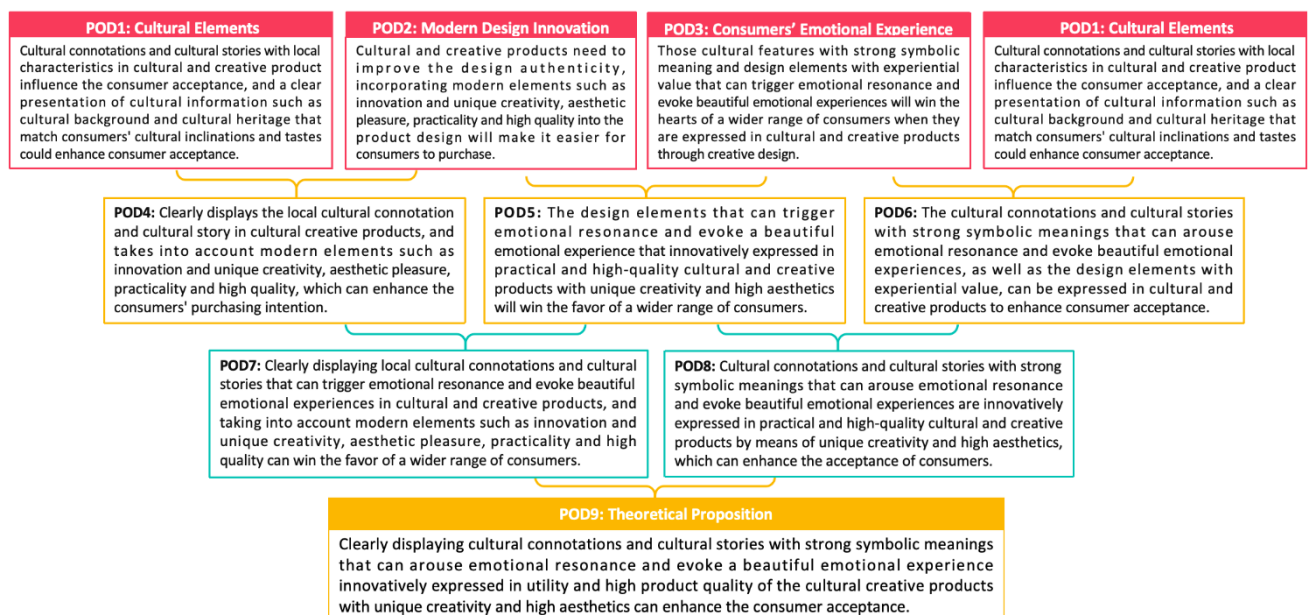 POD1: Cultural Elements
Cultural connotations and cultural stories with local
characteristics in cultural and creative product
influence the consumer acceptance, and a clear
presentation of cultural information such as
cultural background and cultural heritage that
match consumers' cultural inclinations and tastes
could enhance consumer acceptance.
POD2: Modern Design Innovation
Cultural and creative products need to
improve the design authenticity,
incorporating modern elements such as
innovation and unique creativity, aesthetic
pleasure, practicality and high quality into the
product design will make it easier for
consumers to purchase.
POD3: Consumers’ Emotional Experience
Those cultural features with strong symbolic
meaning and design elements with experiential
value that can trigger emotional resonance and
evoke beautiful emotional experiences will win the
hearts of a wider range of consumers when they
are expressed in cultural and creative products
through creative design.
POD1: Cultural Elements
Cultural connotations and cultural stories with local
characteristics in cultural and creative product
influence the consumer acceptance, and a clear
presentation of cultural information such as
cultural background and cultural heritage that
match consumers' cultural inclinations and tastes
could enhance consumer acceptance.
POD4: Clearly displays the local cultural connotation
and cultural story in cultural creative products, and
takes into account modern elements such as
innovation and unique creativity, aesthetic pleasure,
practicality and high quality, which can enhance the
consumers' purchasing intention.
POD5: The design elements that can trigger
emotional resonance and evoke a beautiful
emotional experience that innovatively expressed in
practical and high-quality cultural and creative
products with unique creativity and high aesthetics
will win the favor of a wider range of consumers.
POD6: The cultural connotations and cultural stories
with strong symbolic meanings that can arouse
emotional resonance and evoke beautiful emotional
experiences, as well as the design elements with
experiential value, can be expressed in cultural and
creative products to enhance consumer acceptance.
POD7: Clearly displaying local cultural connotations and cultural
stories that can trigger emotional resonance and evoke beautiful
emotional experiences in cultural and creative products, and
taking into account modern elements such as innovation and
unique creativity, aesthetic pleasure, practicality and high
quality can win the favor of a wider range of consumers.
POD8: Cultural connotations and cultural stories with strong
symbolic meanings that can arouse emotional resonance
and evoke beautiful emotional experiences are innovatively
expressed in practical and high-quality cultural and creative
products by means of unique creativity and high aesthetics,
which can enhance the acceptance of consumers.
POD9: Theoretical Proposition
Clearly displaying cultural connotations and cultural stories with strong symbolic meanings
that can arouse emotional resonance and evoke a beautiful emotional experience
innovatively expressed in utility and high product quality of the cultural creative products
with unique creativity and high aesthetics can enhance the consumer acceptance.